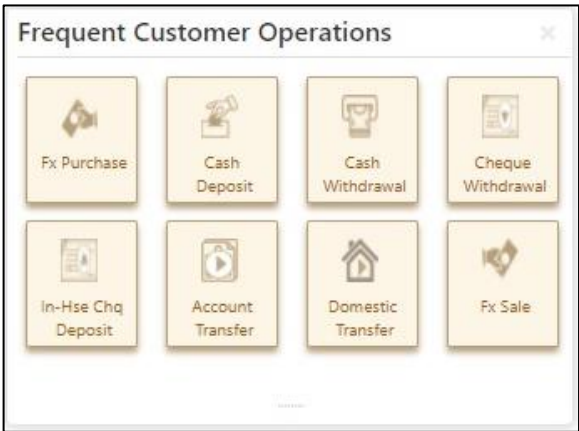 Frequent Customer Operations
Fx Purchase
Cash
Deposit
Cash
Withdrawal
Cheque
Withdrawal
In-Hse Chq
Deposit
Account
Transfer
Domestic
Transfer
Fx Sale